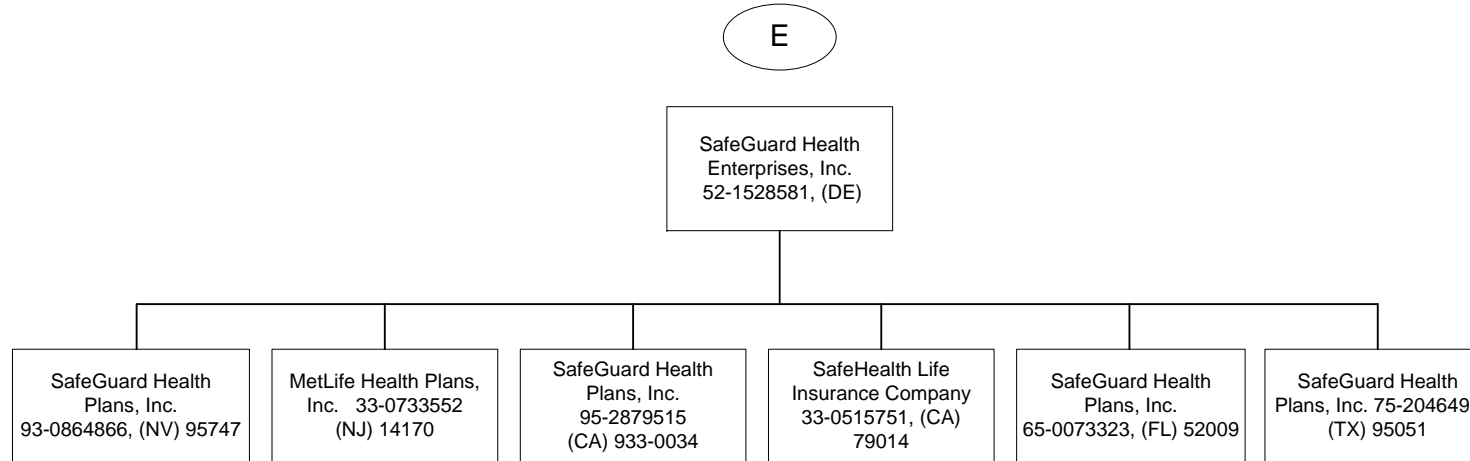 E
SafeGuard Health
Enterprises, Inc.
52-1528581, (DE)
SafeGuard Health
Plans, Inc.
93-0864866, (NV) 95747
MetLife Health Plans,
Inc. 33-0733552
(NJ) 14170
SafeGuard Health
Plans, Inc.
95-2879515
(CA) 933-0034
SafeHealth Life
Insurance Company
33-0515751, (CA)
79014
SafeGuard Health
Plans, Inc.
65-0073323, (FL) 52009
SafeGuard Health
Plans, Inc. 75-204649
(TX) 95051